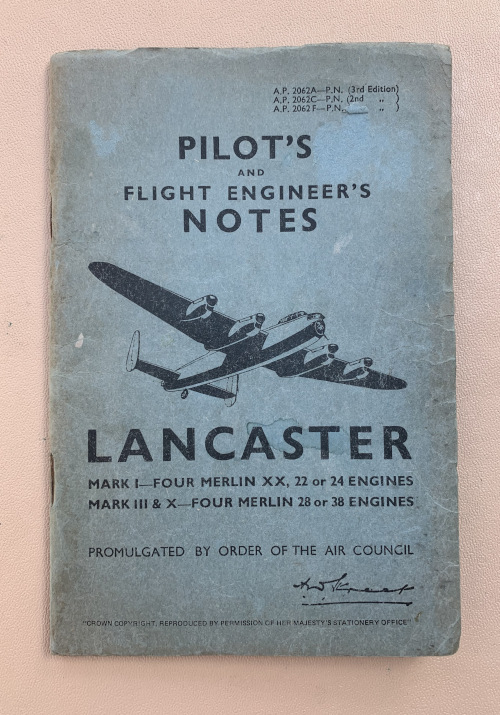 A.P. 2062A—P.N. (3rd Edition)
A.P. 2062C—P.N. (2nd „ )
A.P. 2062F—P.N. „ )
PILOT'S
AND
FLIGHT ENGINEER'S
NOTES
LANCASTER
MARK I—FOUR MERLIN XX, 22 or 24 ENGINES
MARK III & X—FOUR MERLIN 28 or 38 ENGINES
PROMULGATED BY ORDER OF THE AIR COUNCIL
"CROWN COPYRIGHT, REPRODUCED BY PERMISSION OF HER MAJESTY'S STATIONERY OFFICE"